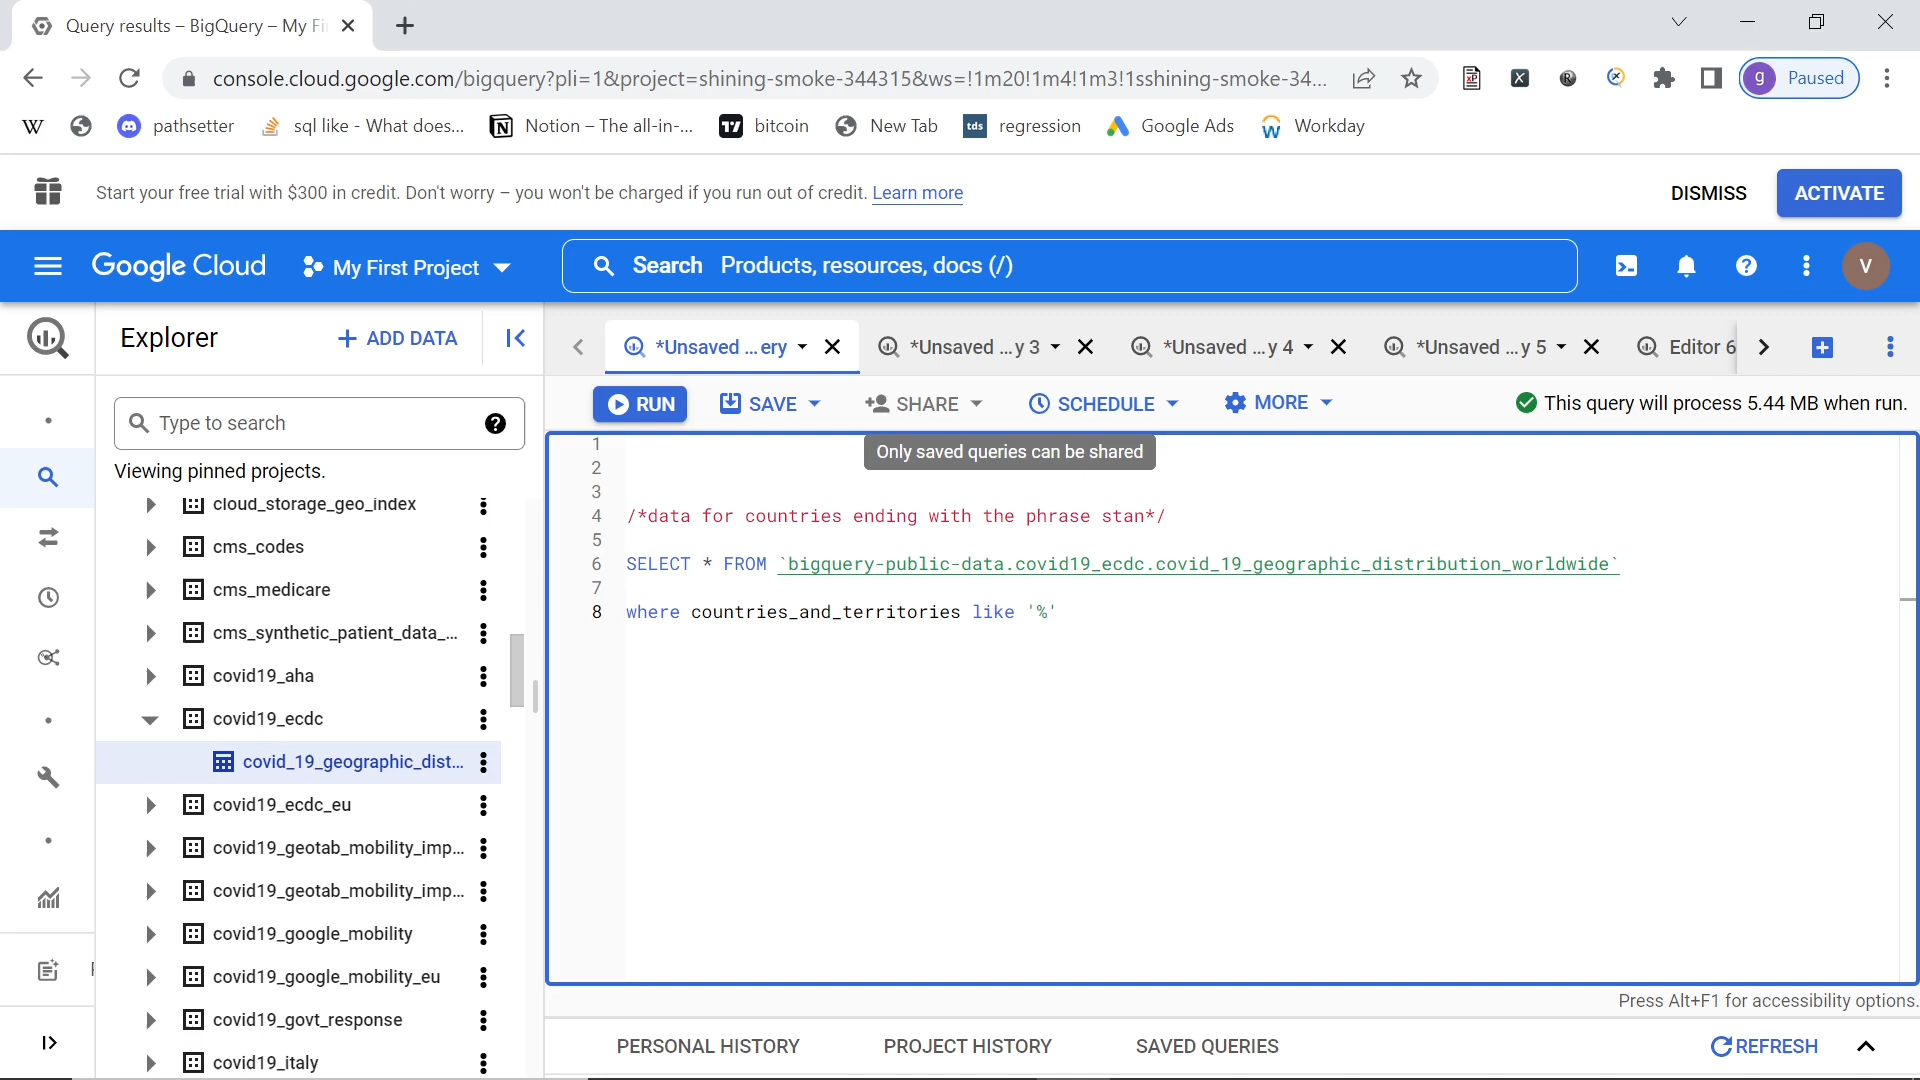 Query results – BigQuery – My Fi
console.cloud.google.com/bigquery?pli=1&project=shining-smoke-344315&ws=!1m20!1m4!1m3!1sshining-smoke-34...
g Paused
W pathsetter sql like - What does... Notion – The all-in-... bitcoin New Tab tds regression Google Ads Workday
Start your free trial with $300 in credit. Don't worry – you won't be charged if you run out of credit. Learn more
DISMISS ACTIVATE
Google Cloud My First Project Search Products, resources, docs (/) V
Explorer + ADD DATA
*Unsaved ...ery *Unsaved ...y 3 *Unsaved ...y 4 *Unsaved ...y 5 Editor 6
RUN SAVE SHARE SCHEDULE MORE This query will process 5.44 MB when run.
Only saved queries can be shared
Type to search
Viewing pinned projects.
cloud_storage_geo_index
cms_codes
cms_medicare
cms_synthetic_patient_data_...
covid19_aha
covid19_ecdc
covid_19_geographic_dist...
covid19_ecdc_eu
covid19_geotab_mobility_imp...
covid19_geotab_mobility_imp...
covid19_google_mobility
covid19_google_mobility_eu
covid19_govt_response
covid19_italy
1
2
3
4 /*data for countries ending with the phrase stan*/
5
6 SELECT * FROM `bigquery-public-data.covid19_ecdc.covid_19_geographic_distribution_worldwide`
7
8 where countries_and_territories like '%'
Press Alt+F1 for accessibility options.
PERSONAL HISTORY PROJECT HISTORY SAVED QUERIES REFRESH